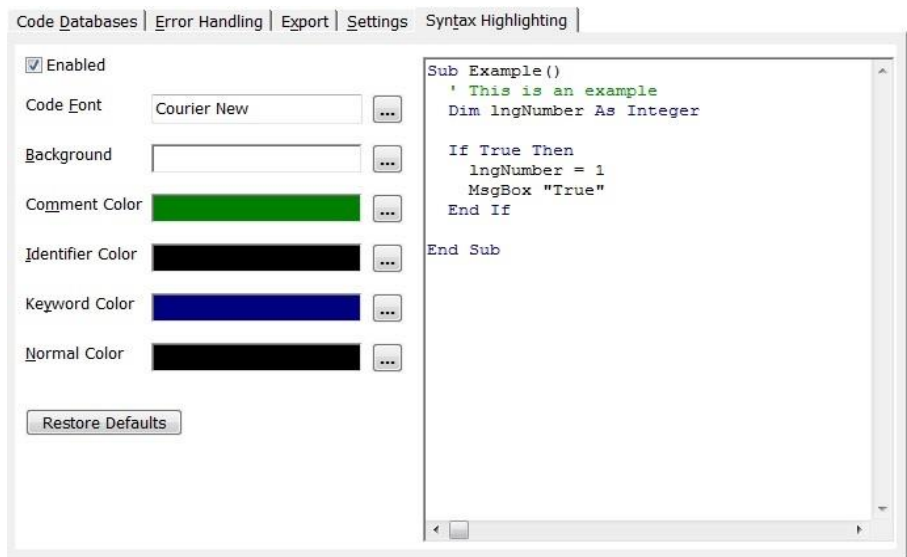 Code Databases Error Handling Export Settings Syntax Highlighting
Enabled
Code Font Courier New ...
Background ...
Comment Color ...
Identifier Color ...
Keyword Color ...
Normal Color ...
Restore Defaults
Sub Example()
' This is an example
Dim lngNumber As Integer
If True Then
lngNumber = 1
MsgBox "True"
End If
End Sub